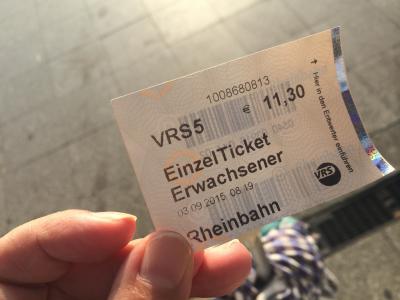 1008680813
VRS5
€ 11,30
EinzelTicket
Erwachsener
03.09.2015 08:19
Rheinbahn
Hier in den Entwerter einführen
VRS